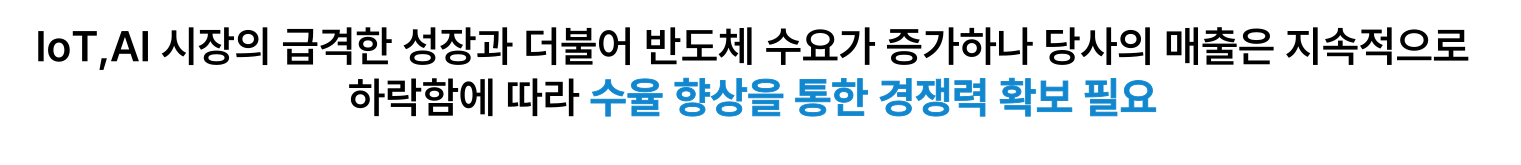 IoT,AI 시장의 급격한 성장과 더불어 반도체 수요가 증가하나 당사의 매출은 지속적으로
하락함에 따라 수율 향상을 통한 경쟁력 확보 필요